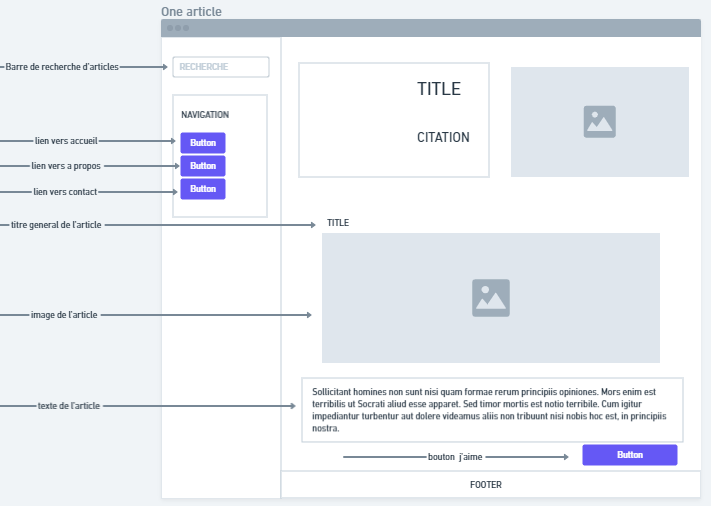 One article
Barre de recherche d'articles
RECHERCHE
NAVIGATION
lien vers accueil
Button
lien vers a propos
Button
lien vers contact
Button
TITLE
CITATION
titre general de l'article
TITLE
image de l'article
texte de l'article
Sollicitant homines non sunt nisi quam formae rerum principiis opiniones. Mors enim est
terribilis ut Socrati aliud esse apparet. Sed timor mortis est notio terribile. Cum igitur
impediantur turbentur aut dolere videamus aliis non tribuunt nisi nobis hoc est, in principiis
nostra.
bouton j'aime
Button
FOOTER